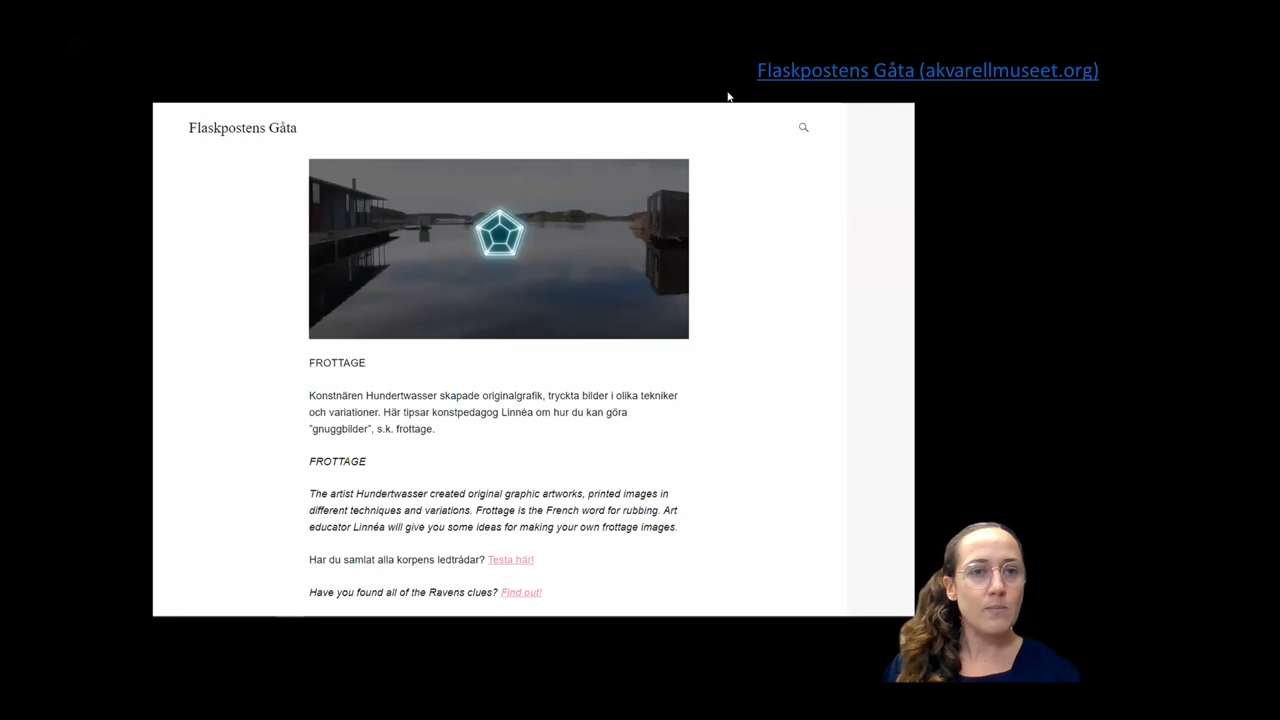 Flaskpostens Gåta (akvarellmuseet.org)
Flaskpostens Gåta
FROTTAGE
Konstnären Hundertwasser skapade originalgrafik, tryckta bilder i olika tekniker
och variationer. Här tipsar konstpedagog Linnéa om hur du kan göra
"gnuggbilder", s.k. frottage.
FROTTAGE
The artist Hundertwasser created original graphic artworks, printed images in
different techniques and variations. Frottage is the French word for rubbing. Art
educator Linnéa will give you some ideas for making your own frottage images.
Har du samlat alla korpens ledtrådar? Testa här!
Have you found all of the Ravens clues? Find out!